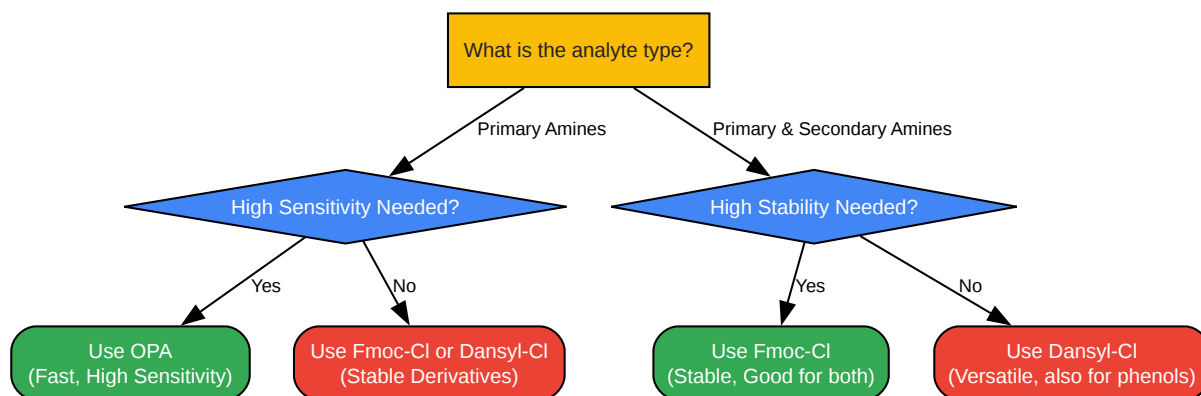 What is the analyte type?
Primary Amines
Primary & Secondary Amines
High Sensitivity Needed?
High Stability Needed?
Yes
No
Yes
No
Use OPA
(Fast, High Sensitivity)
Use Fmoc-Cl or Dansyl-Cl
(Stable Derivatives)
Use Fmoc-Cl
(Stable, Good for both)
Use Dansyl-Cl
(Versatile, also for phenols)